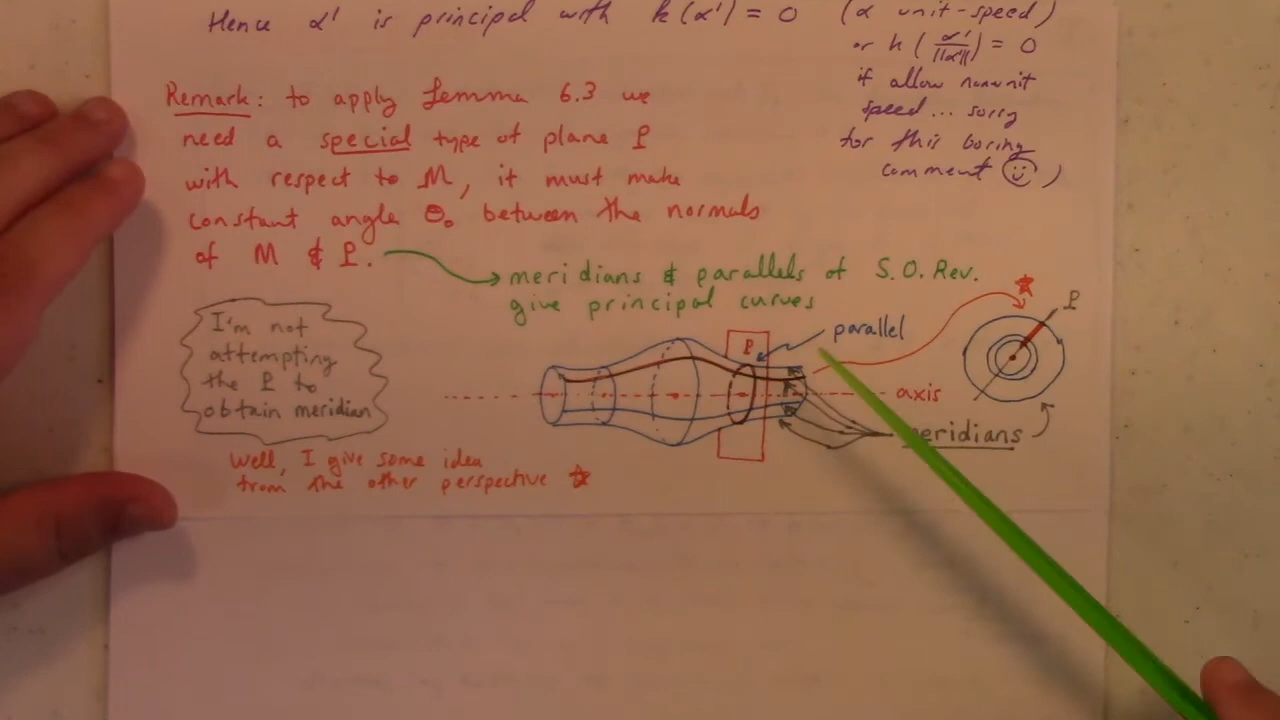 Hence α' is principal with k(α') = 0 (α unit-speed)
or k(α'/||α'||) = 0
if allow nonunit
speed... sorry
for this boring
comment ☺)
Remark: to apply Lemma 6.3 we
need a special type of plane P
with respect to M, it must make
constant angle θ₀ between the normals
of M & P.
meridians & parallels of S.O.Rev.
give principal curves
I'm not
attempting
the P to
obtain meridian
Well, I give some idea
from the other perspective ☆
P
parallel
axis
☆
P
meridians